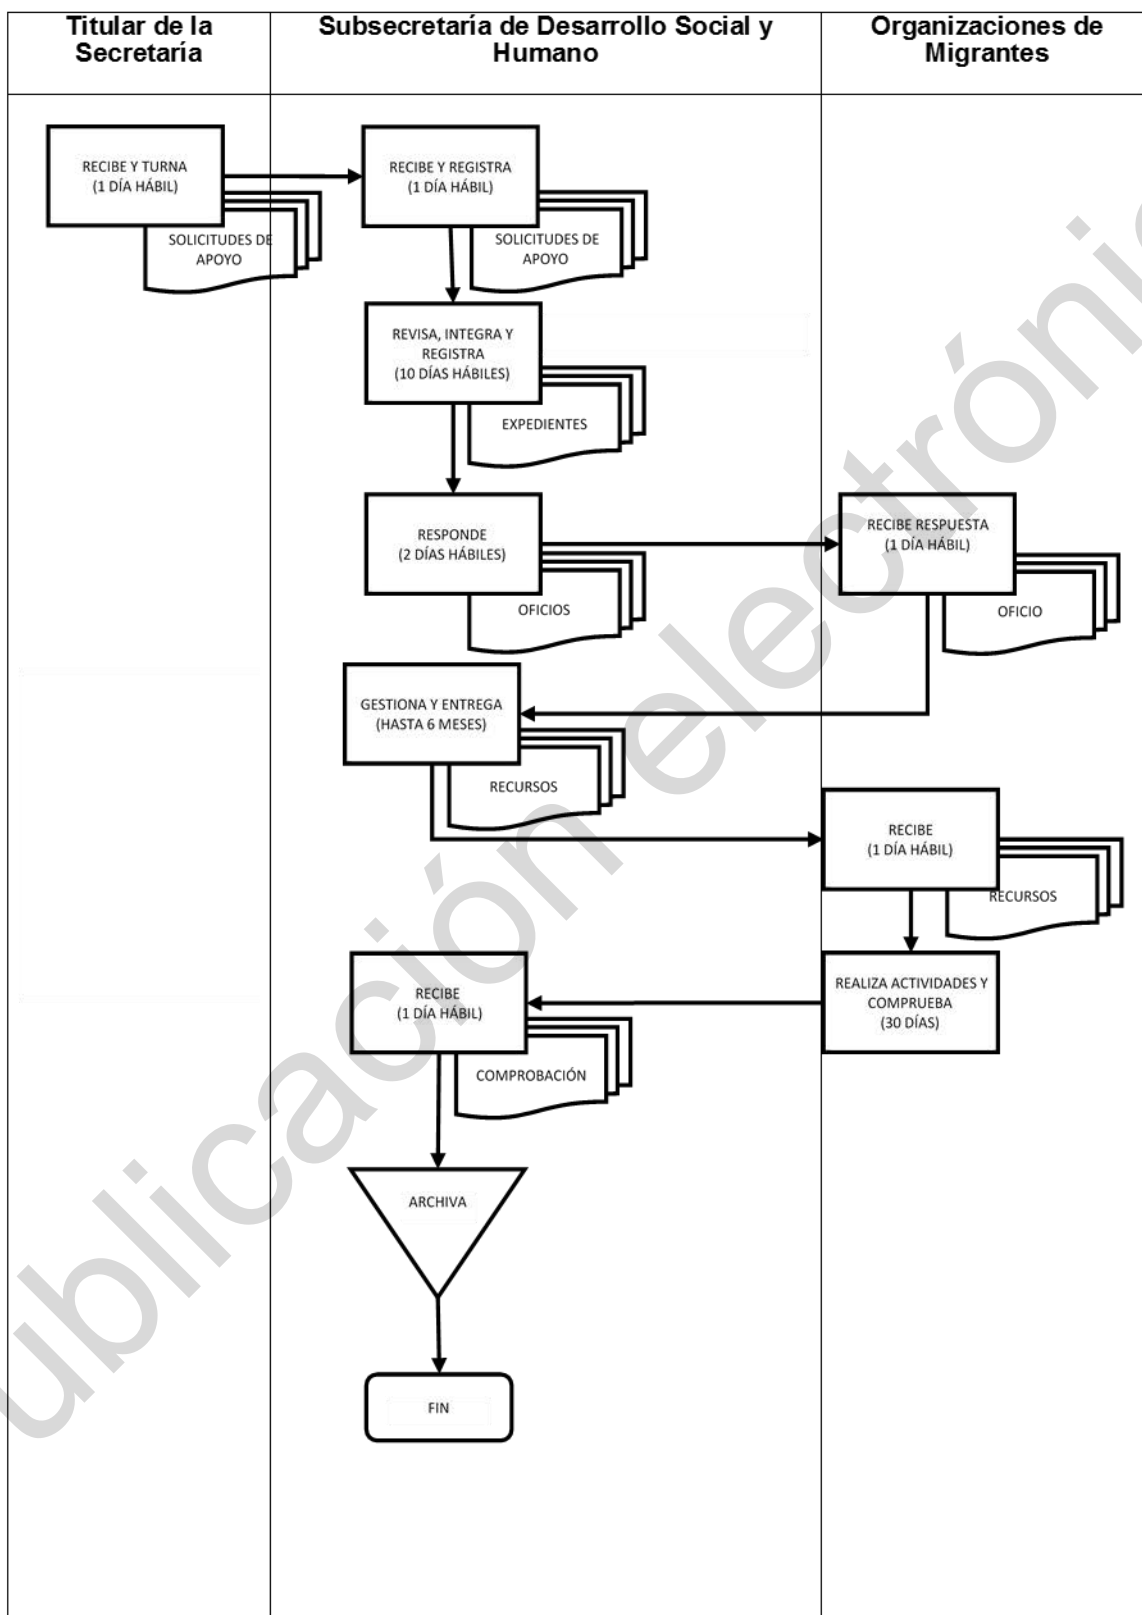 Titular de la
Secretaría
Subsecretaría de Desarrollo Social y
Humano
Organizaciones de
Migrantes
RECIBE Y TURNA
(1 DÍA HÁBIL)
SOLICITUDES DE
APOYO
RECIBE Y REGISTRA
(1 DÍA HÁBIL)
SOLICITUDES DE
APOYO
REVISA, INTEGRA Y
REGISTRA
(10 DÍAS HÁBILES)
EXPEDIENTES
RESPONDE
(2 DÍAS HÁBILES)
OFICIOS
RECIBE RESPUESTA
(1 DÍA HÁBIL)
OFICIO
GESTIONA Y ENTREGA
(HASTA 6 MESES)
RECURSOS
RECIBE
(1 DÍA HÁBIL)
RECURSOS
REALIZA ACTIVIDADES Y
COMPRUEBA
(30 DÍAS)
RECIBE
(1 DÍA HÁBIL)
COMPROBACIÓN
ARCHIVA
FIN
ublicación electrónic